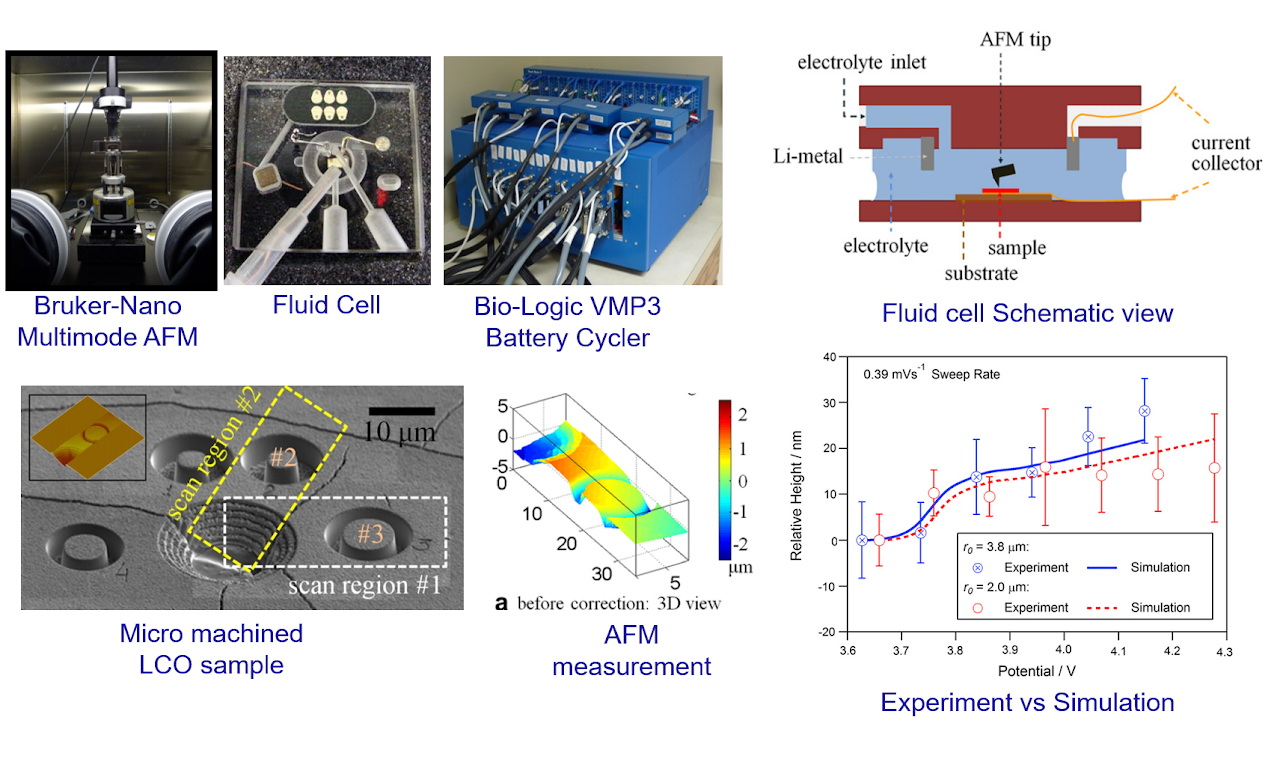 Bruker-Nano
Multimode AFM
Fluid Cell
Bio-Logic VMP3
Battery Cycler
AFM tip
electrolyte inlet
Li-metal
current
collector
electrolyte
sample
substrate
Fluid cell Schematic view
10 μm
scan region #2
#2
#3
scan region #1
Micro machined
LCO sample
5
0
-5
0
10
20
30
5
2
1
0
-1
-2
μm
a before correction: 3D view
AFM
measurement
0.39 mVs-1 Sweep Rate
40
30
20
10
0
-10
-20
Relative Height / nm
r0 = 3.8 μm:
Experiment Simulation
r0 = 2.0 μm:
Experiment Simulation
3.6 3.7 3.8 3.9 4.0 4.1 4.2 4.3
Potential / V
Experiment vs Simulation